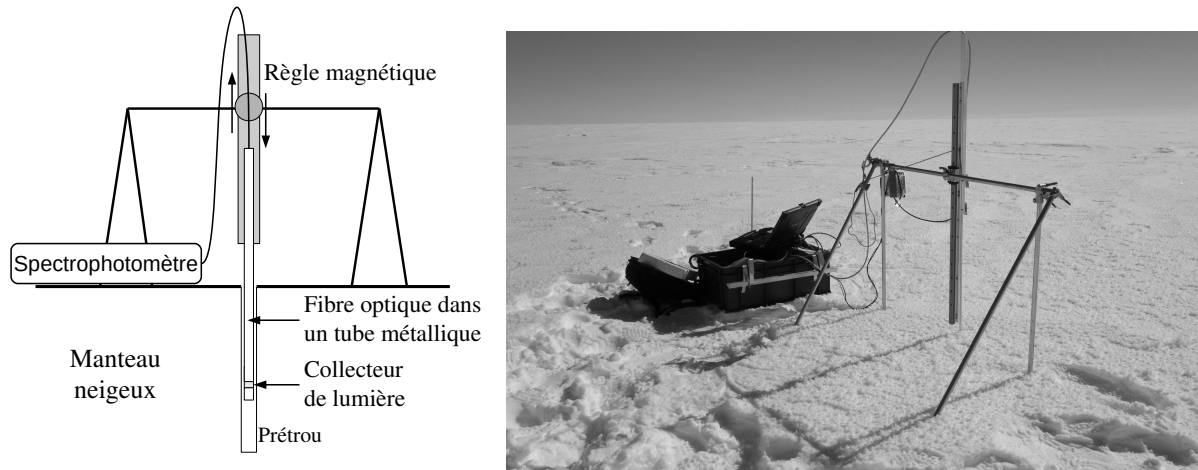 Règle magnétique
Spectrophotomètre
Fibre optique dans
un tube métallique
Manteau
neigeux
Collecteur
de lumière
Prétrou